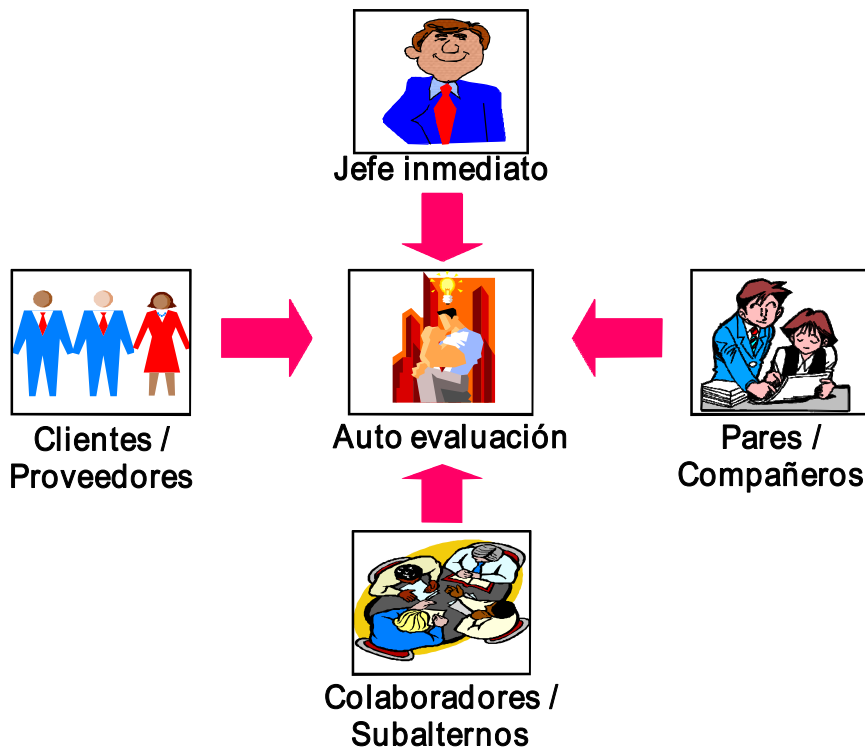 Jefe inmediato
Clientes /
Proveedores
Auto evaluación
Pares /
Compañeros
Colaboradores /
Subalternos